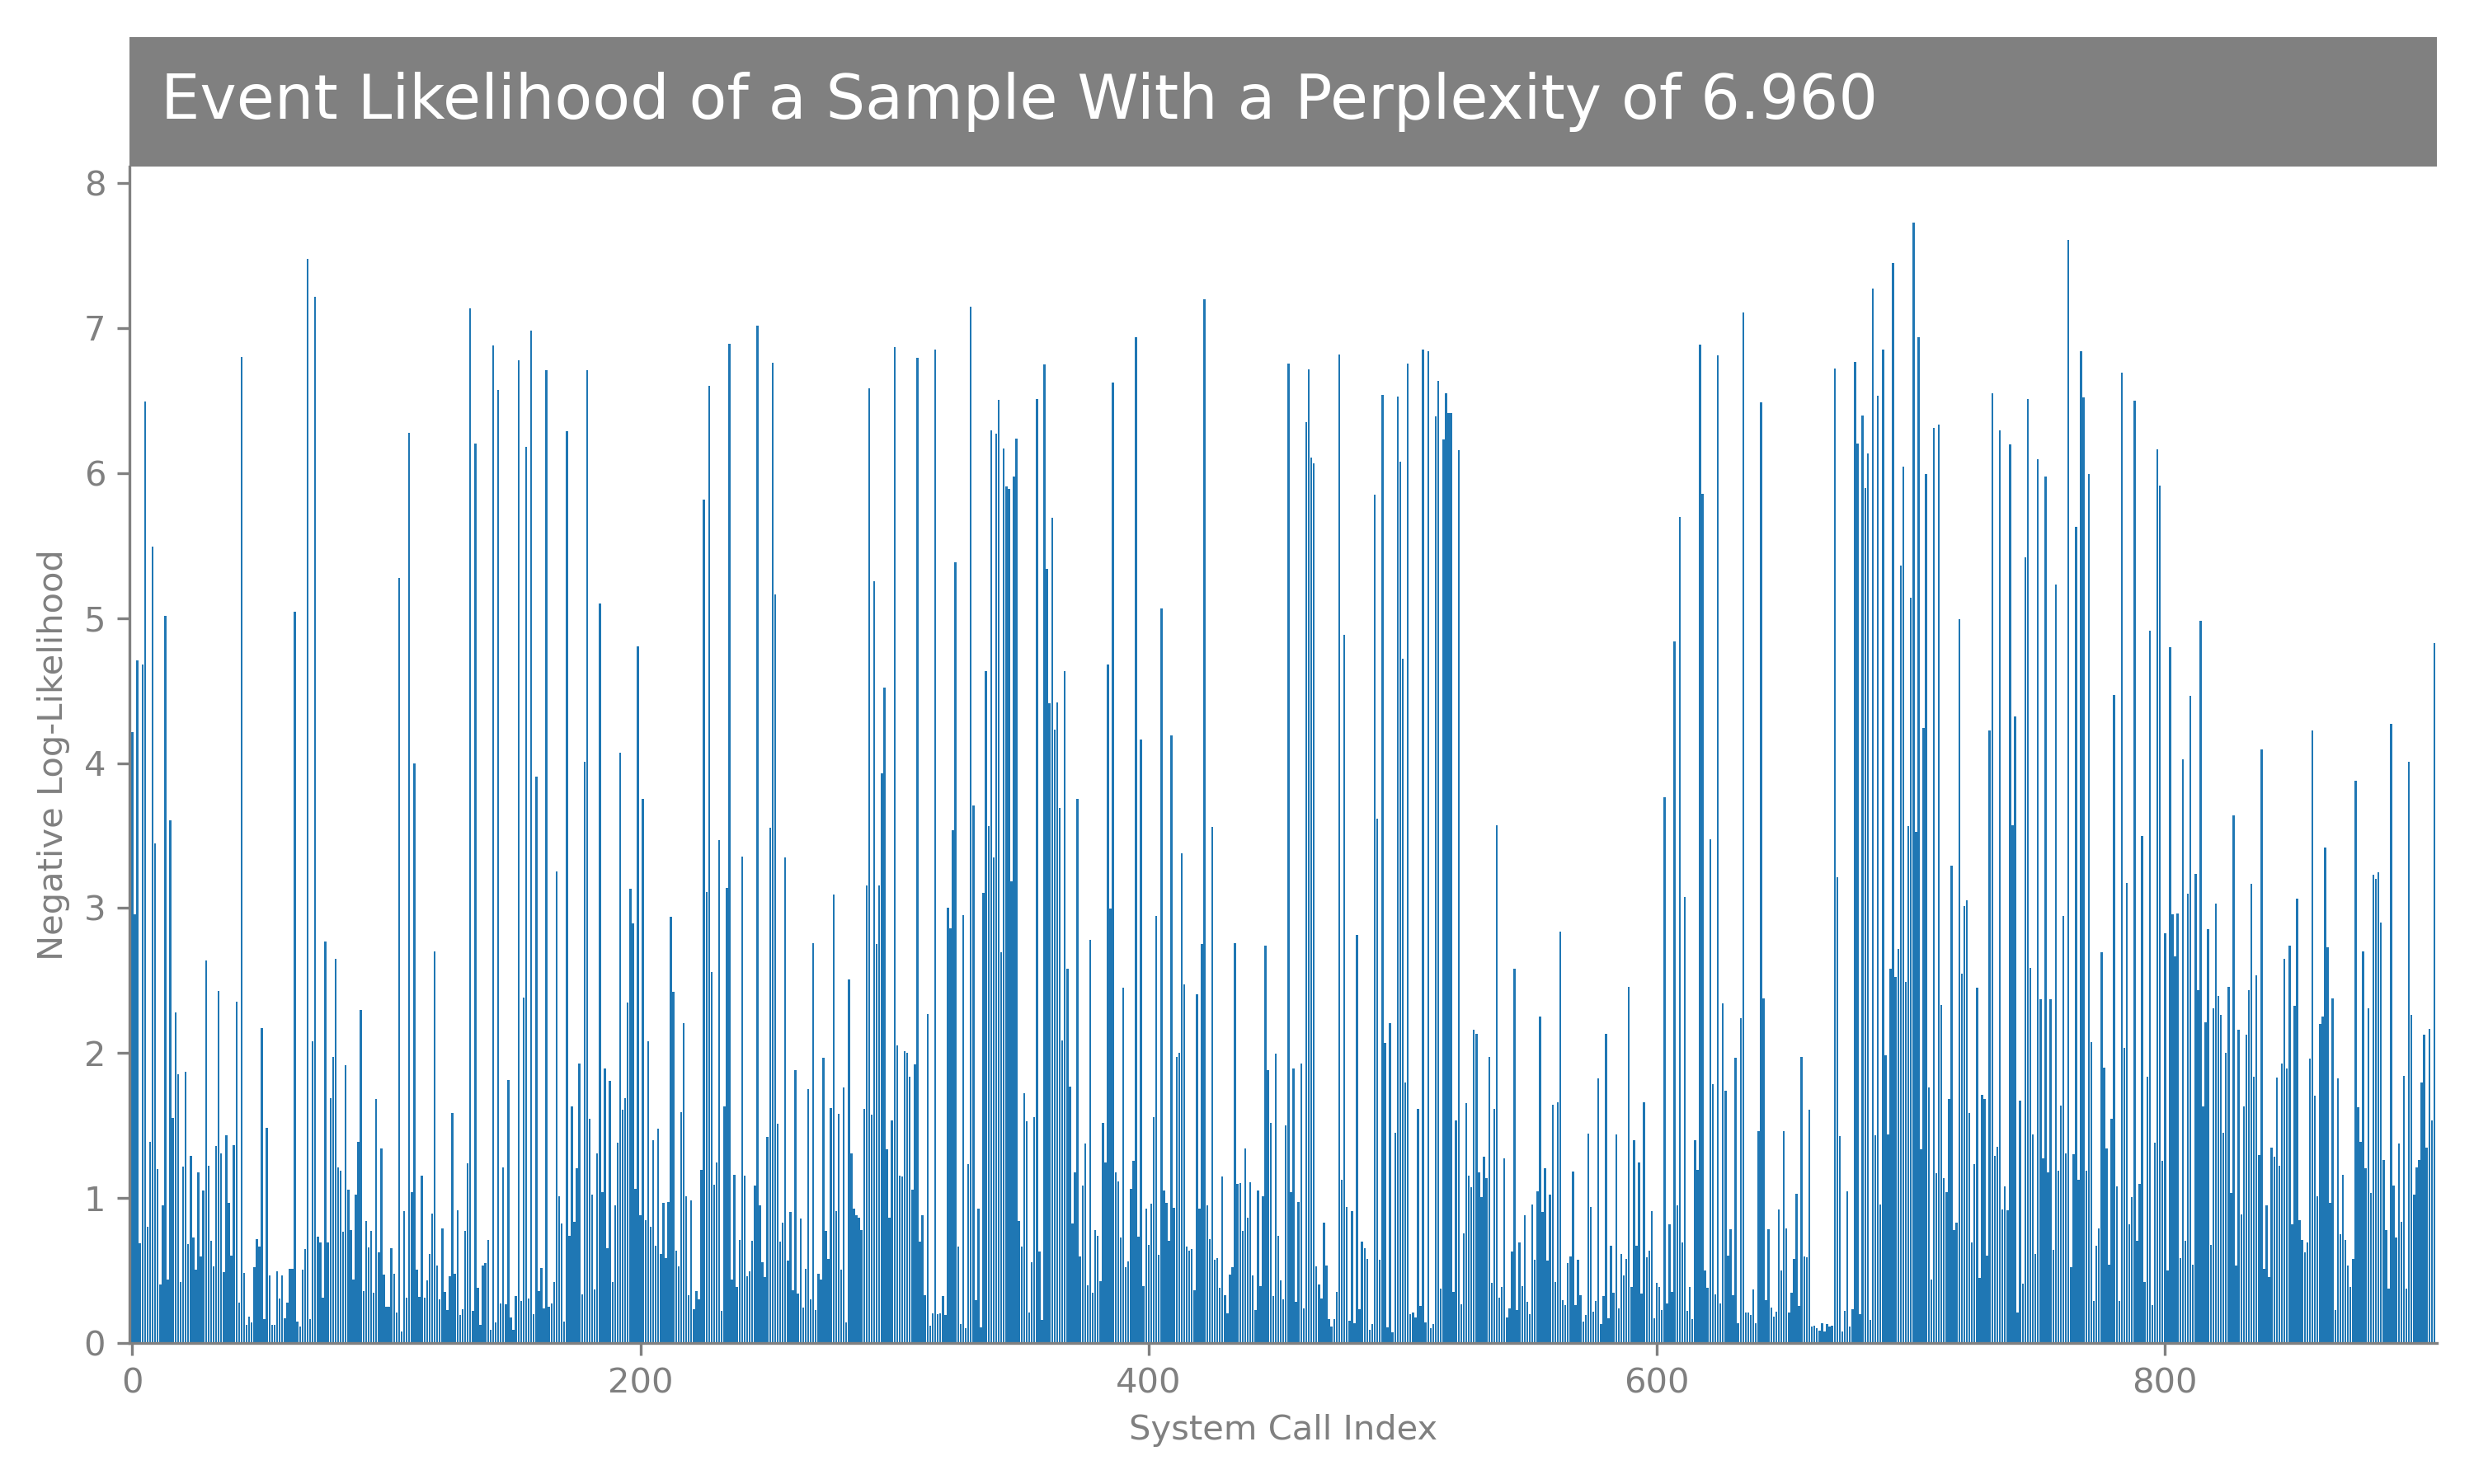 Event Likelihood of a Sample With a Perplexity of 6.960
8
7
6
5
4
3
2
1
0
Negative Log-Likelihood
0 200 400 600 800
System Call Index